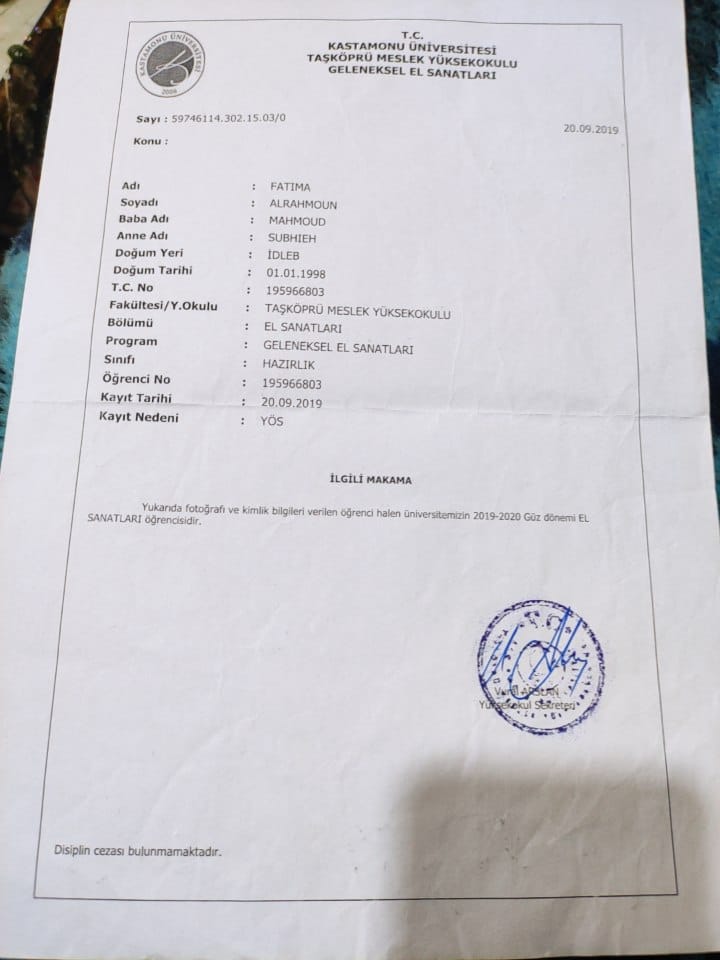 KASTAMONU ÜNİVERSİTESİ
2006
T.C.
KASTAMONU ÜNİVERSİTESİ
TAŞKÖPRÜ MESLEK YÜKSEKOKULU
GELENEKSEL EL SANATLARI
Sayı : 59746114.302.15.03/0
20.09.2019
Konu :
Adı : FATIMA
Soyadı : ALRAHMOUN
Baba Adı : MAHMOUD
Anne Adı : SUBHIEH
Doğum Yeri : İDLEB
Doğum Tarihi : 01.01.1998
T.C. No : 195966803
Fakültesi/Y.Okulu : TAŞKÖPRÜ MESLEK YÜKSEKOKULU
Bölümü : EL SANATLARI
Program : GELENEKSEL EL SANATLARI
Sınıfı : HAZIRLIK
Öğrenci No : 195966803
Kayıt Tarihi : 20.09.2019
Kayıt Nedeni : YÖS
İLGİLİ MAKAMA
Yukarıda fotoğrafı ve kimlik bilgileri verilen öğrenci halen üniversitemizin 2019-2020 Güz dönemi EL
SANATLARI öğrencisidir.
T.C.
ARSLAN
Yüksekokul Sekreteri
Disiplin cezası bulunmamaktadır.